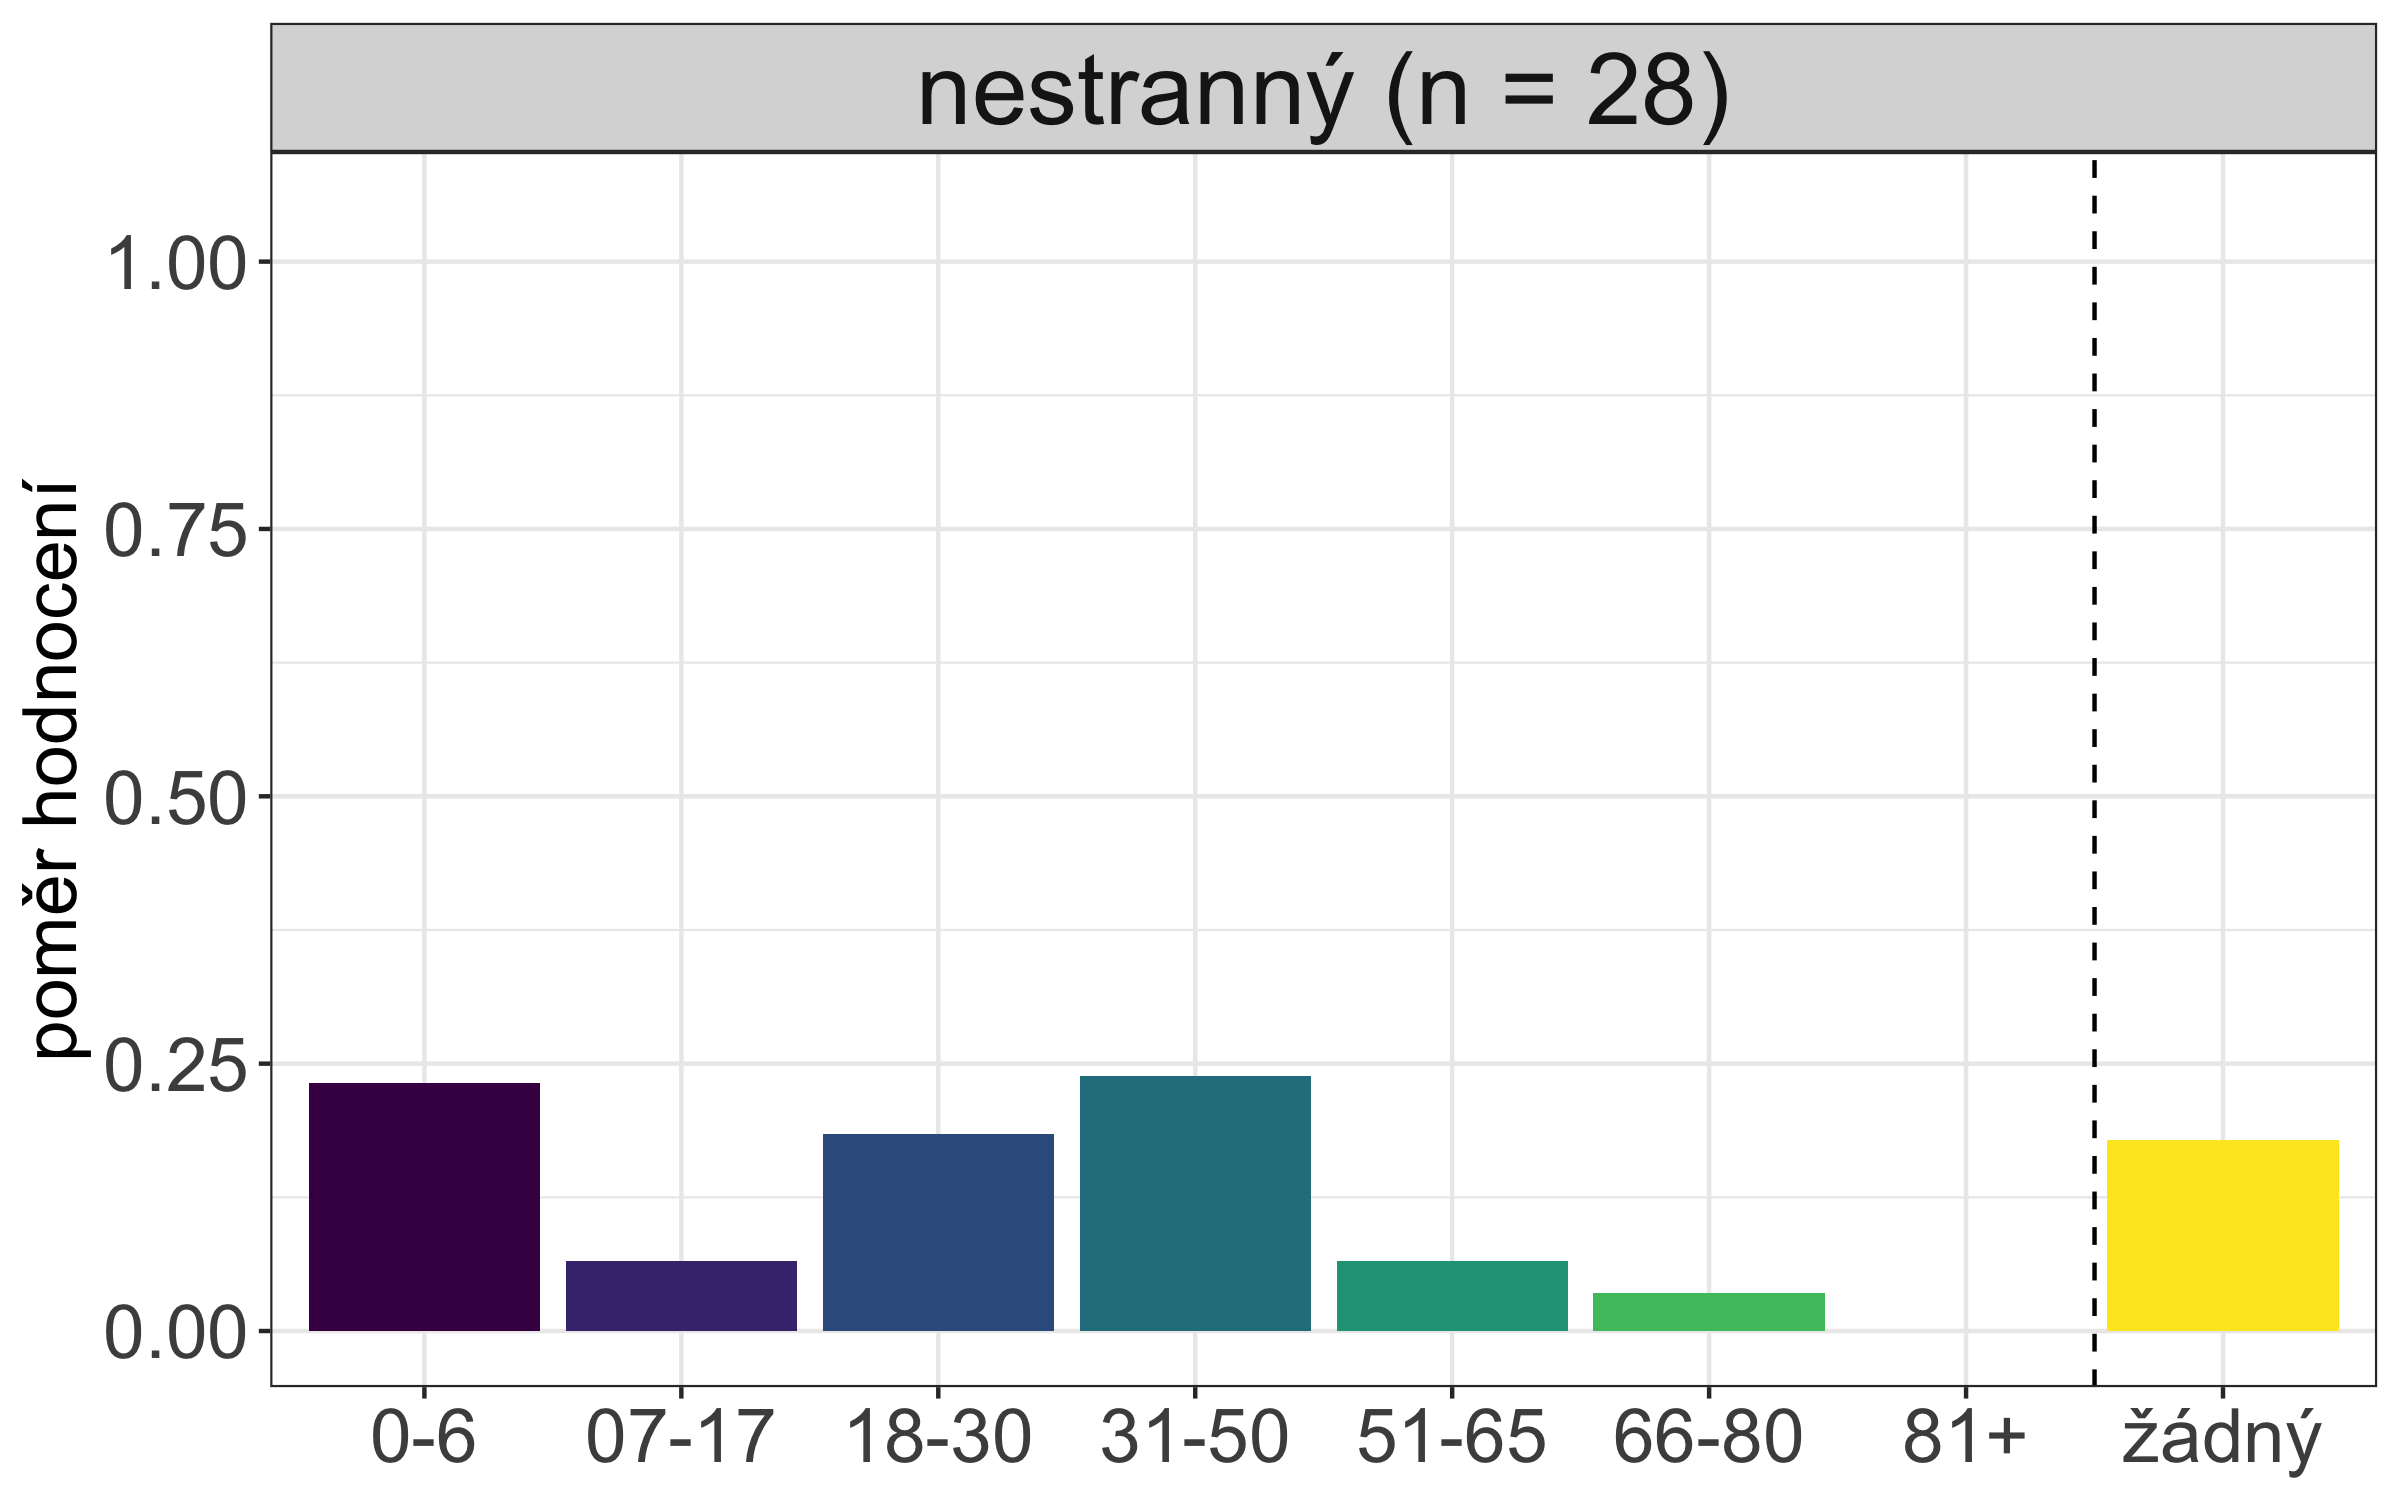 nestranný (n = 28)
poměr hodnocení
1.00
0.75
0.50
0.25
0.00
0-6 07-17 18-30 31-50 51-65 66-80 81+ žádný